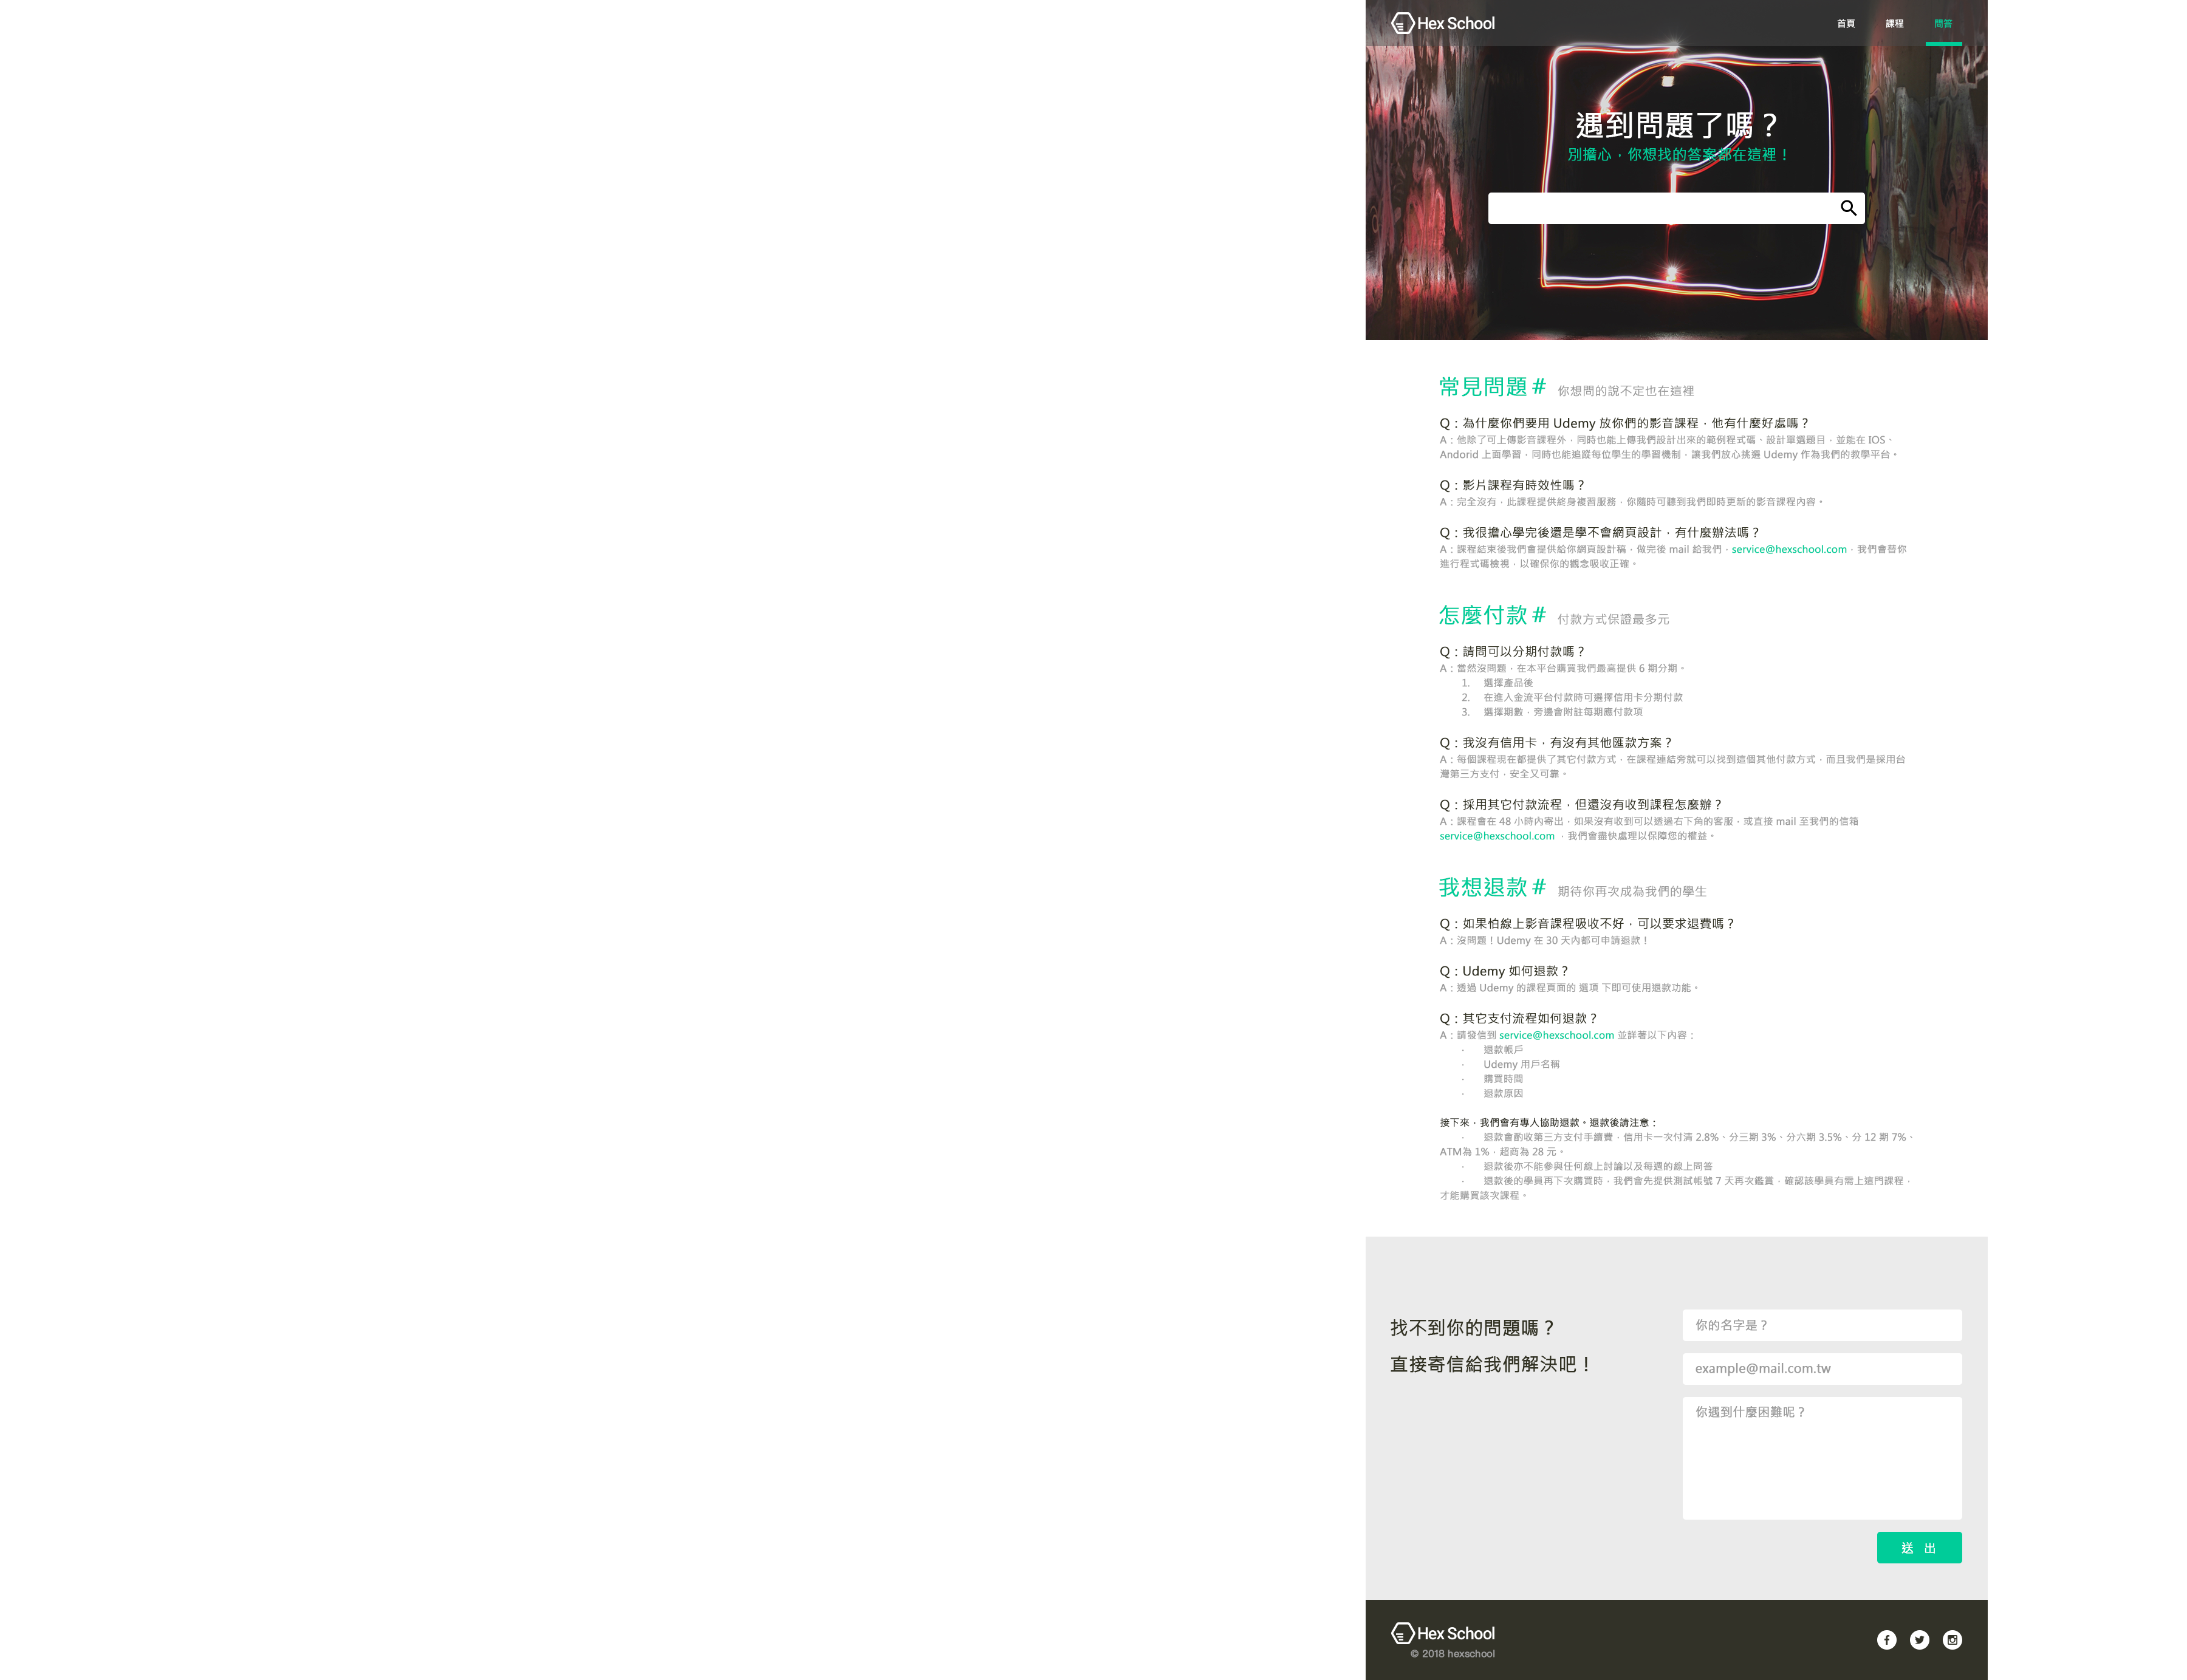 Hex School
首頁 課程 問答
遇到問題了嗎？
別擔心，你想找的答案都在這裡！
常見問題# 你想問的說不定也在這裡
Q：為什麼你們要用 Udemy 放你們的影音課程，他有什麼好處嗎？
A：他除了可上傳影音課程外，同時也能上傳我們設計出來的範例程式碼、設計單選題目，並能在 IOS、
Andorid 上面學習，同時也能追蹤每位學生的學習機制，讓我們放心挑選 Udemy 作為我們的教學平台。
Q：影片課程有時效性嗎？
A：完全沒有，此課程提供終身複習服務，你隨時可聽到我們即時更新的影音課程內容。
Q：我很擔心學完後還是學不會網頁設計，有什麼辦法嗎？
A：課程結束後我們會提供給你網頁設計稿，做完後 mail 給我們，service@hexschool.com，我們會替你
進行程式碼檢視，以確保你的觀念吸收正確。
怎麼付款# 付款方式保證最多元
Q：請問可以分期付款嗎？
A：當然沒問題，在本平台購買我們最高提供 6 期分期。
1. 選擇產品後
2. 在進入金流平台付款時可選擇信用卡分期付款
3. 選擇期數，旁邊會附註每期應付款項
Q：我沒有信用卡，有沒有其他匯款方案？
A：每個課程現在都提供了其它付款方式，在課程連結旁就可以找到這個其他付款方式，而且我們是採用台
灣第三方支付，安全又可靠。
Q：採用其它付款流程，但還沒有收到課程怎麼辦？
A：課程會在 48 小時內寄出，如果沒有收到可以透過右下角的客服，或直接 mail 至我們的信箱
service@hexschool.com ，我們會盡快處理以保障您的權益。
我想退款# 期待你再次成為我們的學生
Q：如果怕線上影音課程吸收不好，可以要求退費嗎？
A：沒問題！Udemy 在 30 天內都可申請退款！
Q：Udemy 如何退款？
A：透過 Udemy 的課程頁面的 選項 下即可使用退款功能。
Q：其它支付流程如何退款？
A：請發信到 service@hexschool.com 並詳著以下內容：
· 退款帳戶
· Udemy 用戶名稱
· 購買時間
· 退款原因
接下來，我們會有專人協助退款。退款後請注意：
· 退款會酌收第三方支付手續費，信用卡一次付清 2.8%、分三期 3%、分六期 3.5%、分 12 期 7%、
ATM為 1%，超商為 28 元。
· 退款後亦不能參與任何線上討論以及每週的線上問答
· 退款後的學員再下次購買時，我們會先提供測試帳號 7 天再次鑑賞，確認該學員有需上這門課程，
才能購買該次課程。
找不到你的問題嗎？
直接寄信給我們解決吧！
你的名字是？
example@mail.com.tw
你遇到什麼困難呢？
送 出
Hex School
© 2018 hexschool